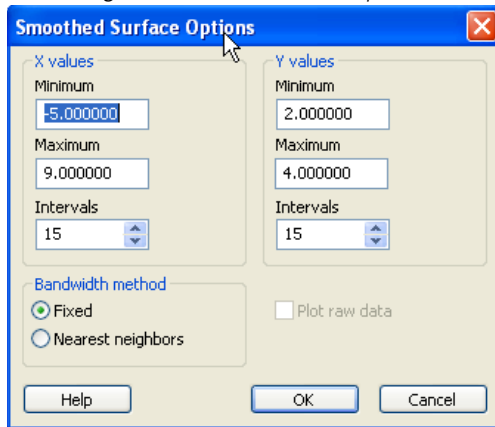 Smoothed Surface Options
X values
Minimum
-5.000000
Maximum
9.000000
Intervals
15
Y values
Minimum
2.000000
Maximum
4.000000
Intervals
15
Bandwidth method
Fixed
Nearest neighbors
Plot raw data
Help
OK
Cancel